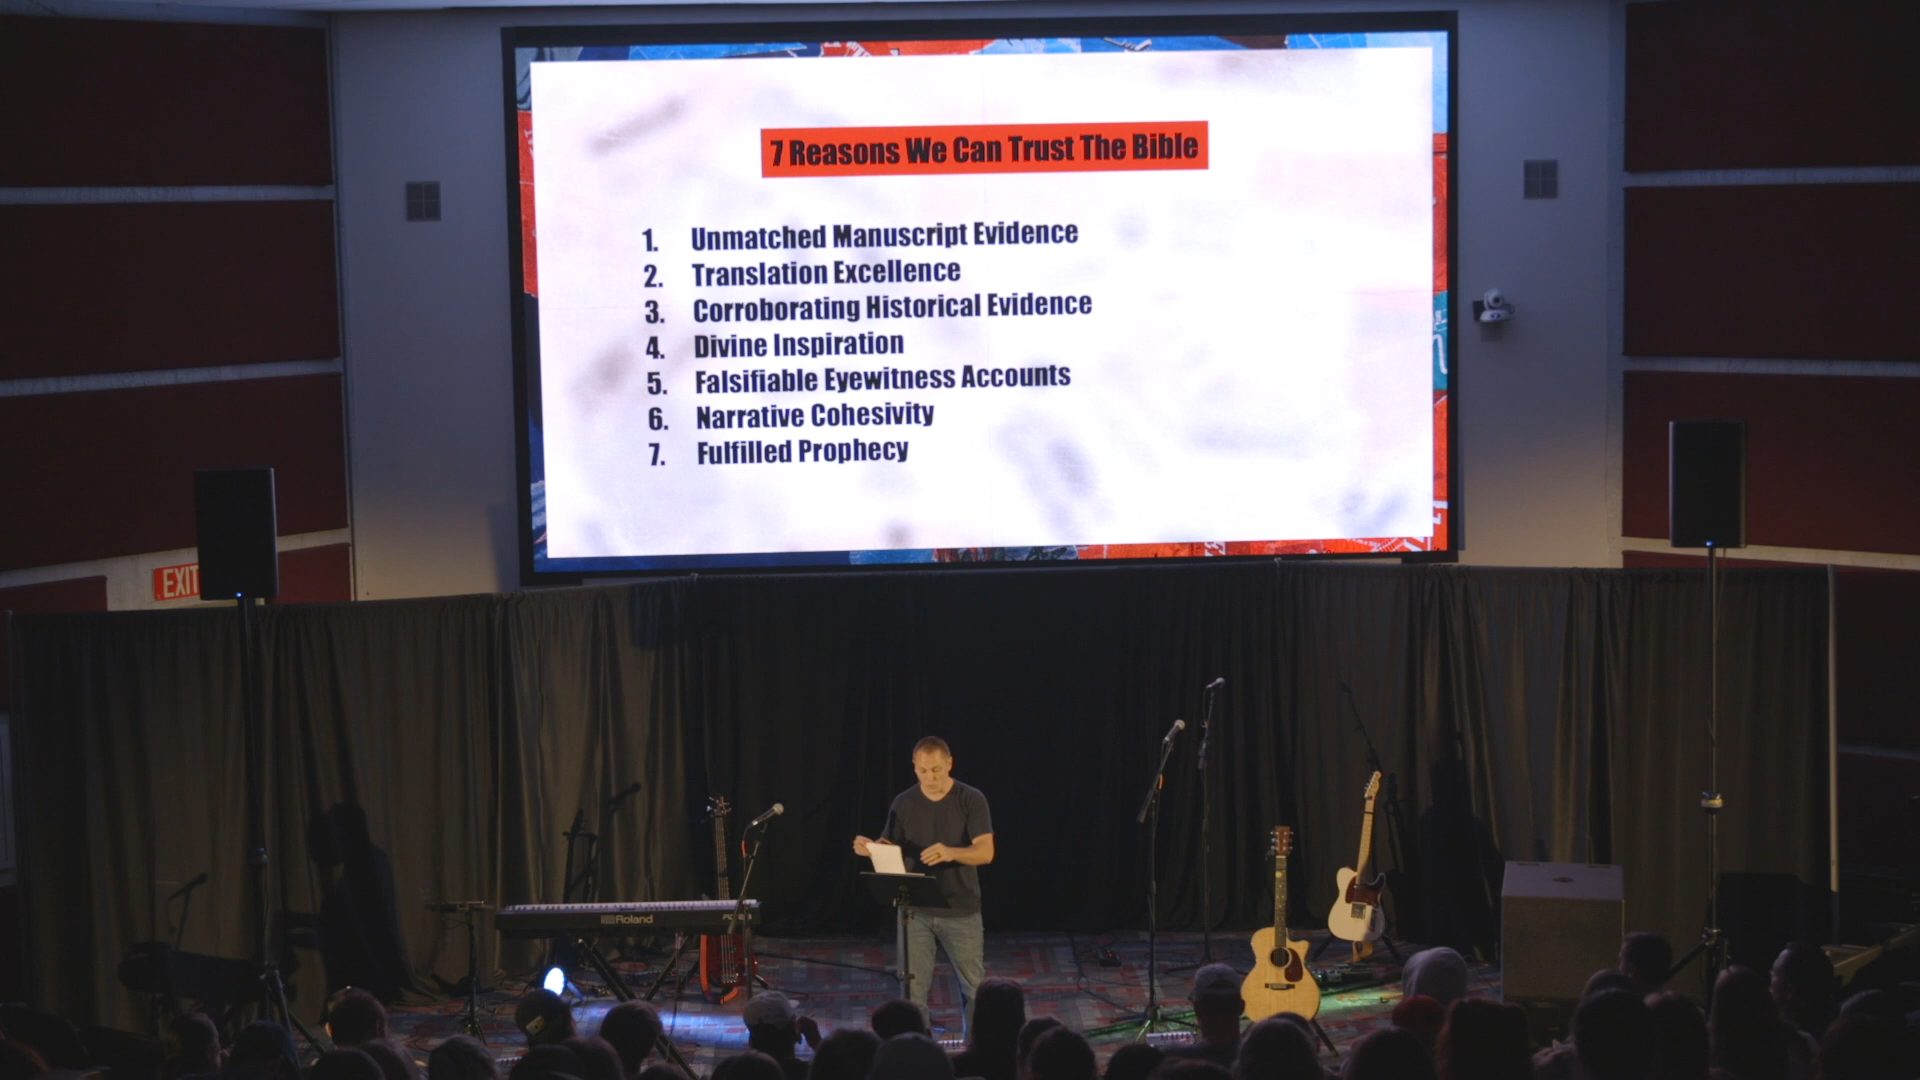 7 Reasons We Can Trust The Bible
1. Unmatched Manuscript Evidence
2. Translation Excellence
3. Corroborating Historical Evidence
4. Divine Inspiration
5. Falsifiable Eyewitness Accounts
6. Narrative Cohesivity
7. Fulfilled Prophecy
EXIT
Roland